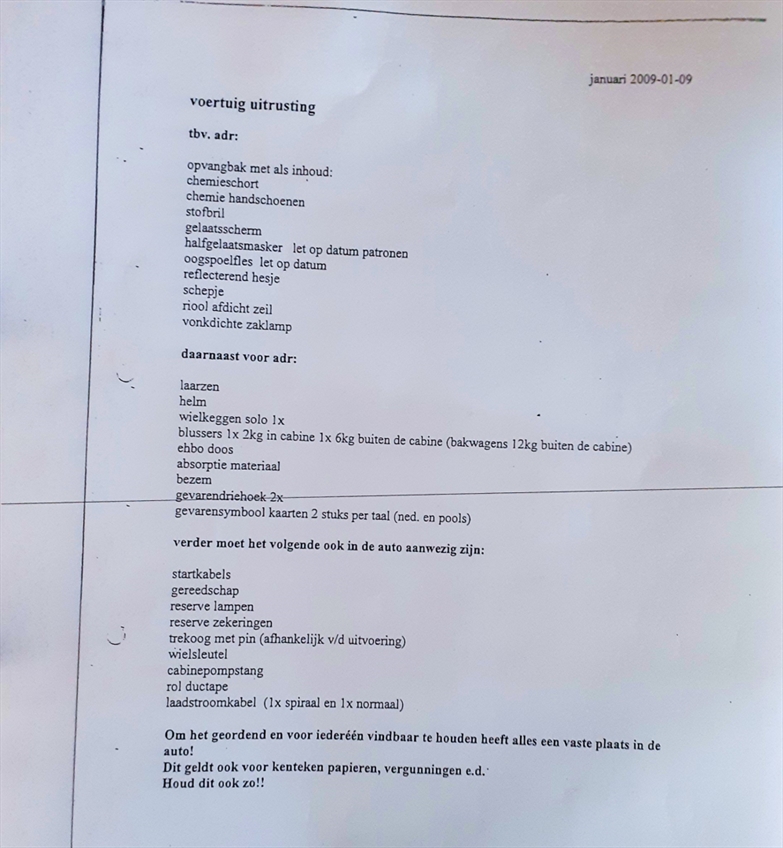 januari 2009-01-09
voertuig uitrusting
tbv. adr:
opvangbak met als inhoud:
chemieschort
chemie handschoenen
stofbril
gelaatsscherm
halfgelaatsmasker let op datum patronen
oogspoelfles let op datum
reflecterend hesje
schepje
riool afdicht zeil
vonkdichte zaklamp
daarnaast voor adr:
laarzen
helm
wielkeggen solo 1x
blussers 1x 2kg in cabine 1x 6kg buiten de cabine (bakwagens 12kg buiten de cabine)
ehbo doos
absorptie materiaal
bezem
gevarendriehoek 2x
gevarensymbool kaarten 2 stuks per taal (ned. en pools)
verder moet het volgende ook in de auto aanwezig zijn:
startkabels
gereedschap
reserve lampen
reserve zekeringen
trekoog met pin (afhankelijk v/d uitvoering)
wielsleutel
cabinepompstang
rol ductape
laadstroomkabel (1x spiraal en 1x normaal)
Om het geordend en voor iederéén vindbaar te houden heeft alles een vaste plaats in de
auto!
Dit geldt ook voor kenteken papieren, vergunningen e.d.
Houd dit ook zo!!